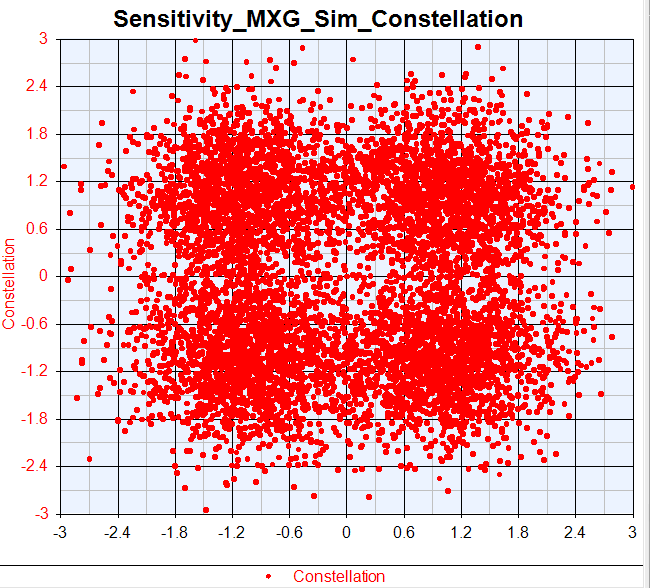 Sensitivity_MXG_Sim_Constellation
3
2.4
1.8
1.2
0.6
0
-0.6
-1.2
-1.8
-2.4
-3
Constellation
-3 -2.4 -1.8 -1.2 -0.6 0 0.6 1.2 1.8 2.4 3
Constellation